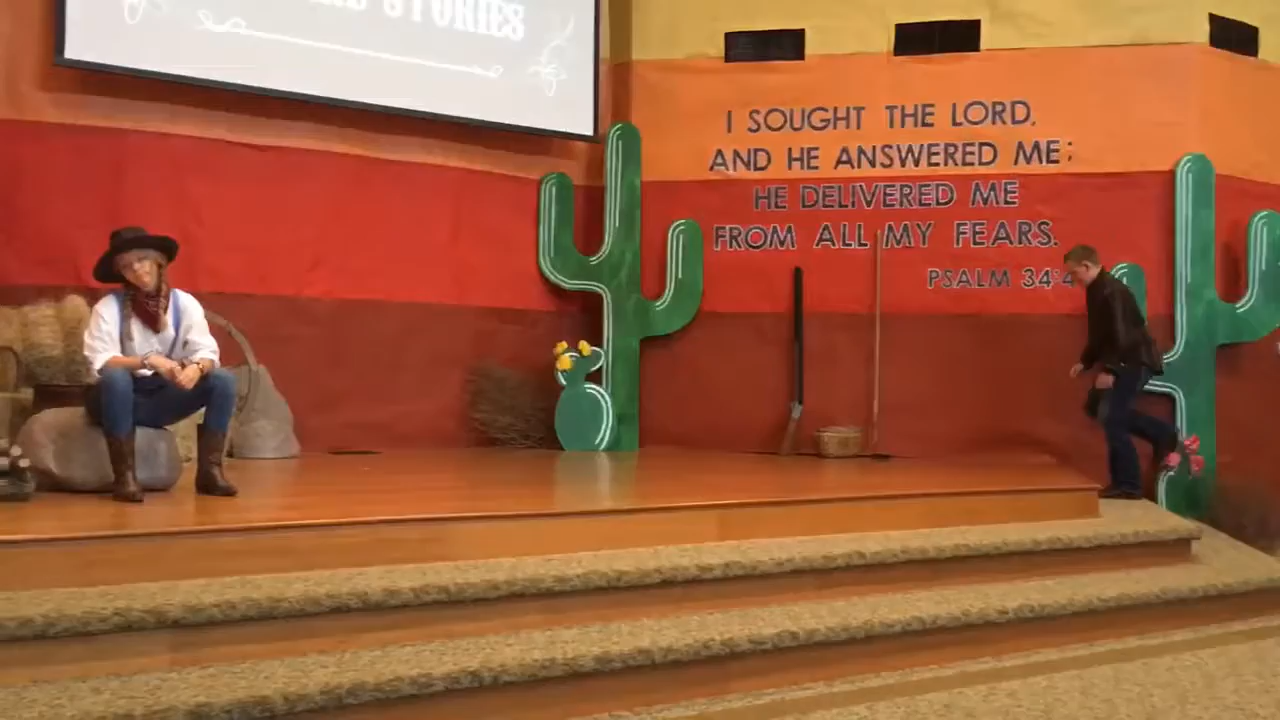 STORIES
I SOUGHT THE LORD,
AND HE ANSWERED ME;
HE DELIVERED ME
FROM ALL MY FEARS.
PSALM 34:4